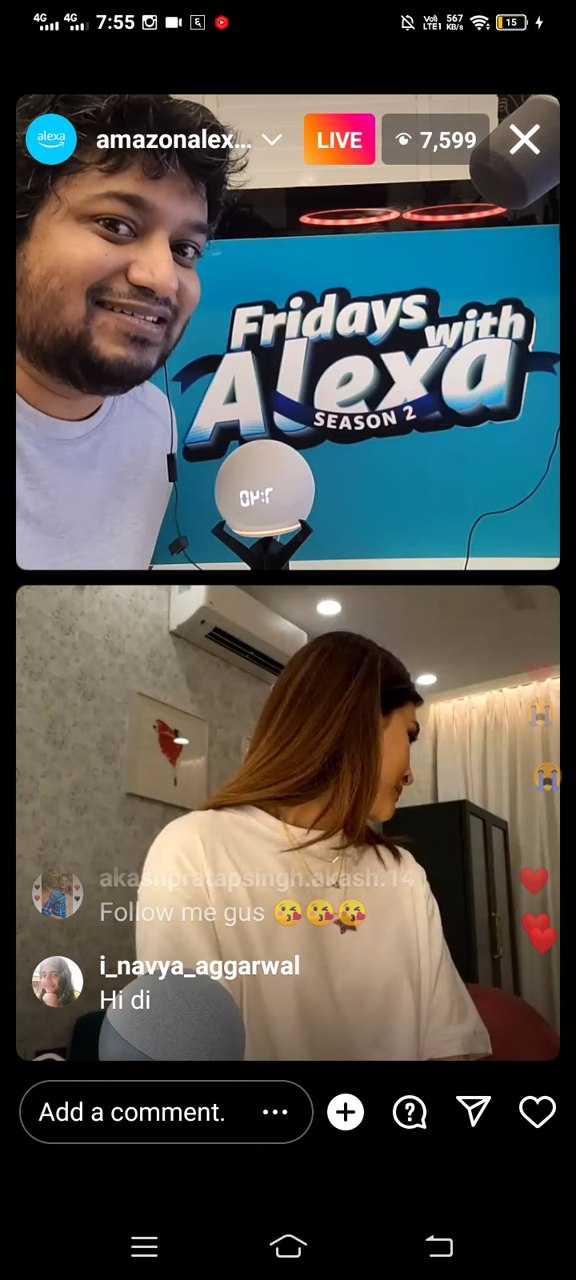 4G 4G 7:55 VoII LTE1 567 KB/s 15
alexa amazonalex... LIVE 7,599
Fridays
with
Alexa
SEASON 2
akashpratapsingh.akash.14
Follow me gus 😘😘😘
i_navya_aggarwal
Hi di
Add a comment.